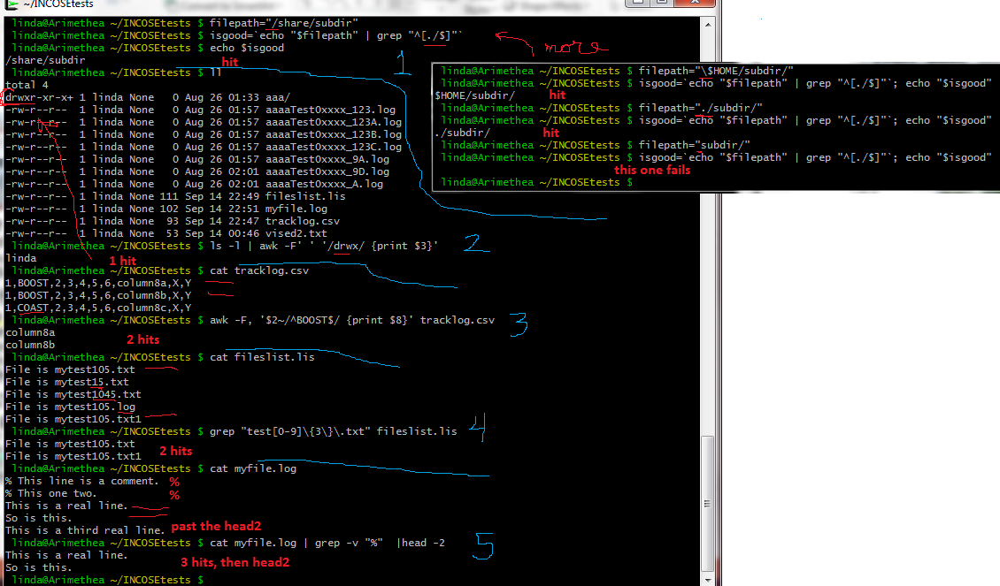 ~/INCOSEtests
linda@Arimethea ~/INCOSEtests $ filepath="/share/subdir"
linda@Arimethea ~/INCOSEtests $ isgood=`echo "$filepath" | grep "^[./$]"`
linda@Arimethea ~/INCOSEtests $ echo $isgood
/share/subdir
hit
linda@Arimethea ~/INCOSEtests $ ll
total 4
drwxr-xr-x+ 1 linda None   0 Aug 26 01:33 aaa/
-rw-r--r-- 1 linda None   0 Aug 26 01:57 aaaaTest0xxxx_123.log
-rw-r--r-- 1 linda None   0 Aug 26 01:57 aaaaTest0xxxx_123A.log
-rw-r--r-- 1 linda None   0 Aug 26 01:57 aaaaTest0xxxx_123B.log
-rw-r--r-- 1 linda None   0 Aug 26 01:57 aaaaTest0xxxx_123C.log
-rw-r--r-- 1 linda None   0 Aug 26 01:57 aaaaTest0xxxx_9A.log
-rw-r--r-- 1 linda None   0 Aug 26 02:01 aaaaTest0xxxx_9D.log
-rw-r--r-- 1 linda None   0 Aug 26 02:01 aaaaTest0xxxx_A.log
-rw-r--r-- 1 linda None 111 Sep 14 22:49 fileslist.lis
-rw-r--r-- 1 linda None 102 Sep 14 22:51 myfile.log
-rw-r--r-- 1 linda None  93 Sep 14 22:47 tracklog.csv
-rw-r--r-- 1 linda None  53 Sep 14 00:46 vised2.txt
linda@Arimethea ~/INCOSEtests $ ls -l | awk -F' ' '/drwx/ {print $3}'
linda
1 hit
linda@Arimethea ~/INCOSEtests $ cat tracklog.csv
1,BOOST,2,3,4,5,6,column8a,X,Y
1,BOOST,2,3,4,5,6,column8b,X,Y
1,COAST,2,3,4,5,6,column8c,X,Y
linda@Arimethea ~/INCOSEtests $ awk -F, '$2~/^BOOST$/ {print $8}' tracklog.csv
column8a
column8b
2 hits
linda@Arimethea ~/INCOSEtests $ cat fileslist.lis
File is mytest105.txt
File is mytest15.txt
File is mytest1045.txt
File is mytest105.log
File is mytest105.txt1
linda@Arimethea ~/INCOSEtests $ grep "test[0-9]\{3\}\.txt" fileslist.lis
File is mytest105.txt
File is mytest105.txt1
2 hits
linda@Arimethea ~/INCOSEtests $ cat myfile.log
% This line is a comment. %
% This one two. %
This is a real line.
So is this.
This is a third real line.
past the head2
linda@Arimethea ~/INCOSEtests $ cat myfile.log | grep -v "%"  |head -2
This is a real line.
So is this.
3 hits, then head2
linda@Arimethea ~/INCOSEtests $
1
2
3
4
5
more
linda@Arimethea ~/INCOSEtests $ filepath="\$HOME/subdir/"
linda@Arimethea ~/INCOSEtests $ isgood=`echo "$filepath" | grep "^[./$]"`; echo "$isgood"
$HOME/subdir/
hit
linda@Arimethea ~/INCOSEtests $ filepath="./subdir/"
linda@Arimethea ~/INCOSEtests $ isgood=`echo "$filepath" | grep "^[./$]"`; echo "$isgood"
./subdir/
hit
linda@Arimethea ~/INCOSEtests $ filepath="subdir/"
linda@Arimethea ~/INCOSEtests $ isgood=`echo "$filepath" | grep "^[./$]"`; echo "$isgood"
this one fails
linda@Arimethea ~/INCOSEtests $